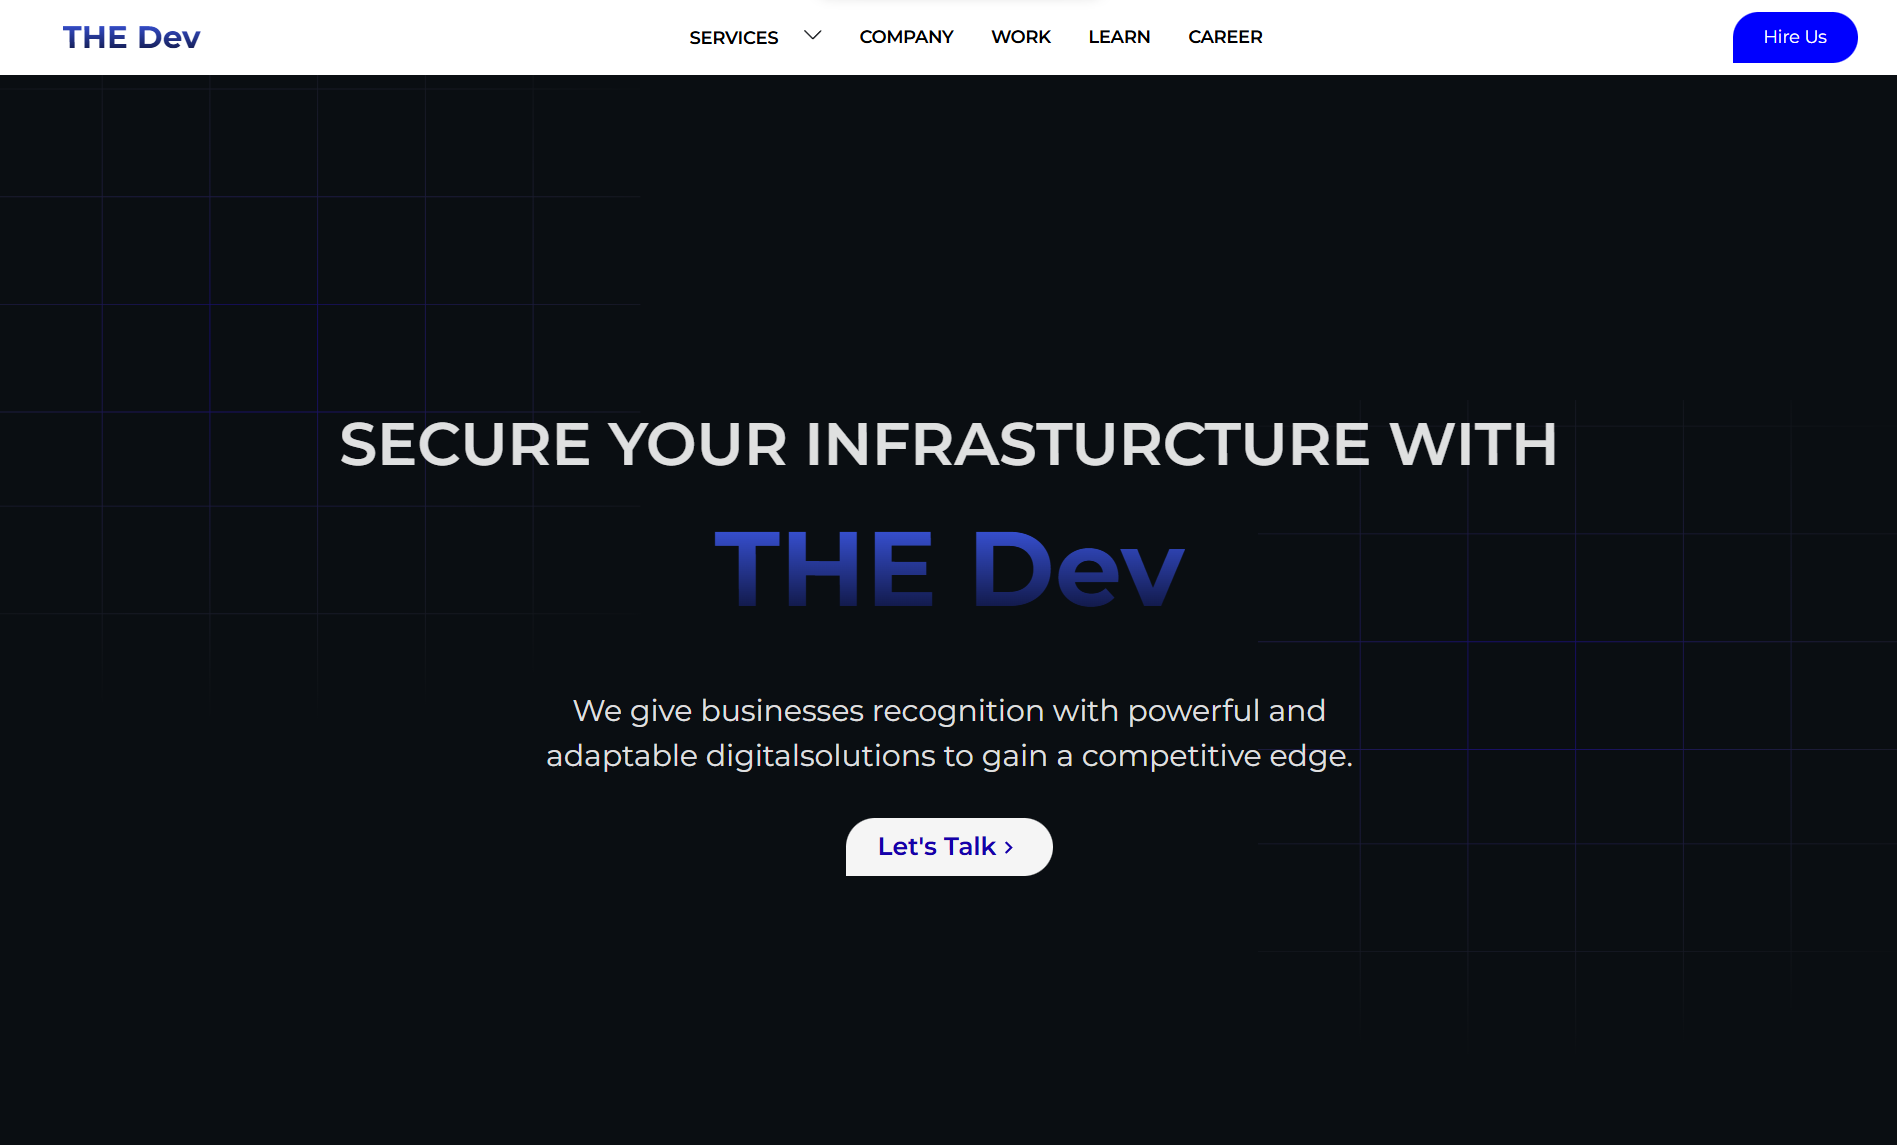 THE Dev
SERVICES COMPANY WORK LEARN CAREER
Hire Us
SECURE YOUR INFRASTURCTURE WITH
THE Dev
We give businesses recognition with powerful and
adaptable digitalsolutions to gain a competitive edge.
Let's Talk ›